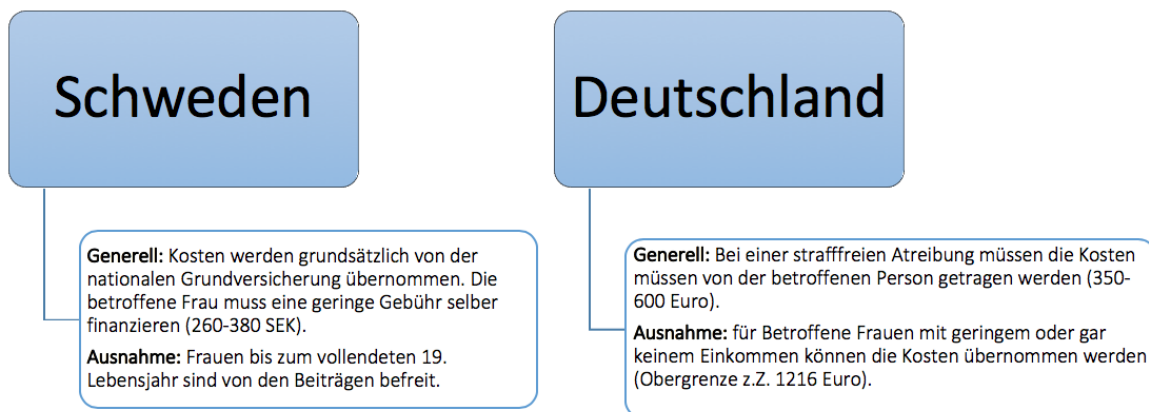 Schweden
Generell: Kosten werden grundsätzlich von der
nationalen Grundversicherung übernommen. Die
betroffene Frau muss eine geringe Gebühr selber
finanzieren (260-380 SEK).
Ausnahme: Frauen bis zum vollendeten 19.
Lebensjahr sind von den Beiträgen befreit.
Deutschland
Generell: Bei einer strafffreien Atreibung müssen die Kosten
müssen von der betroffenen Person getragen werden (350-
600 Euro).
Ausnahme: für Betroffene Frauen mit geringem oder gar
keinem Einkommen können die Kosten übernommen werden
(Obergrenze z.Z. 1216 Euro).